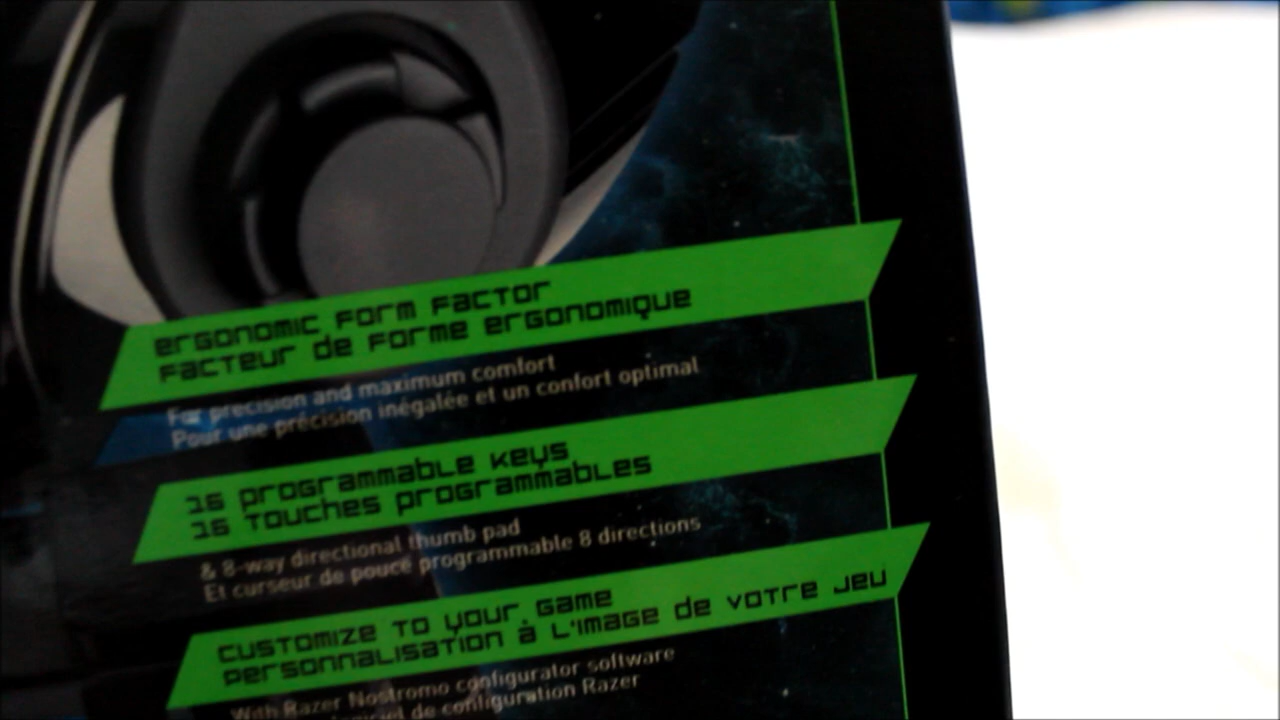 ERGONOMIC FORM FACTOR
FACTEUR DE FORME ERGONOMIQUE
For precision and maximum comfort
Pour une précision inégalée et un confort optimal
16 PROGRAMMABLE KEYS
16 TOUCHES PROGRAMMABLES
& 8-way directional thumb pad
Et curseur de pouce programmable 8 directions
CUSTOMIZE TO YOUR GAME
PERSONNALISATION À L'IMAGE DE VOTRE JEU
With Razer Nostromo configurator software
de configuration Razer